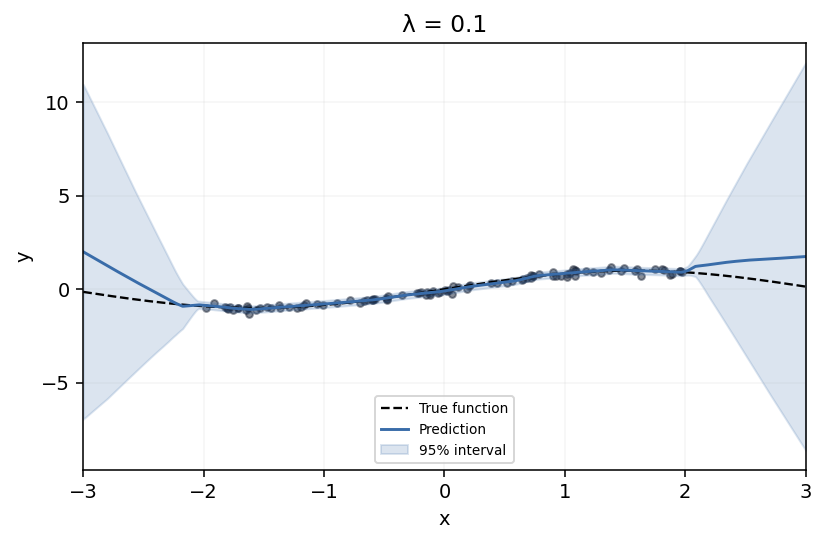 λ = 0.1
10
5
0
−5
y
True function
Prediction
95% interval
−3 −2 −1 0 1 2 3
x